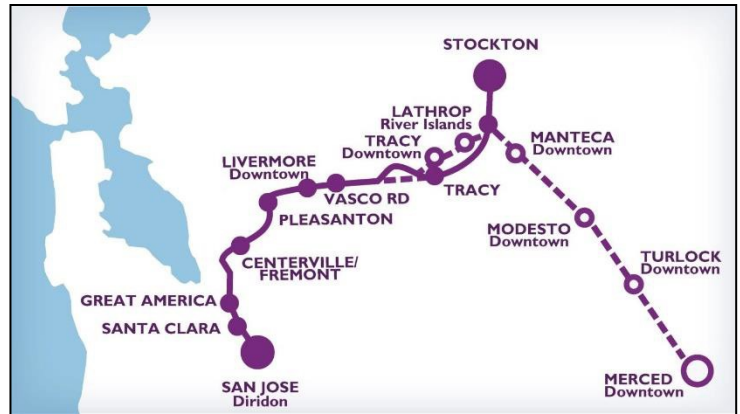 STOCKTON
LATHROP
River Islands
TRACY
Downtown
MANTECA
Downtown
LIVERMORE
Downtown
VASCO RD
TRACY
PLEASANTON
MODESTO
Downtown
CENTERVILLE/
FREMONT
TURLOCK
Downtown
GREAT AMERICA
SANTA CLARA
SAN JOSE
Diridon
MERCED
Downtown